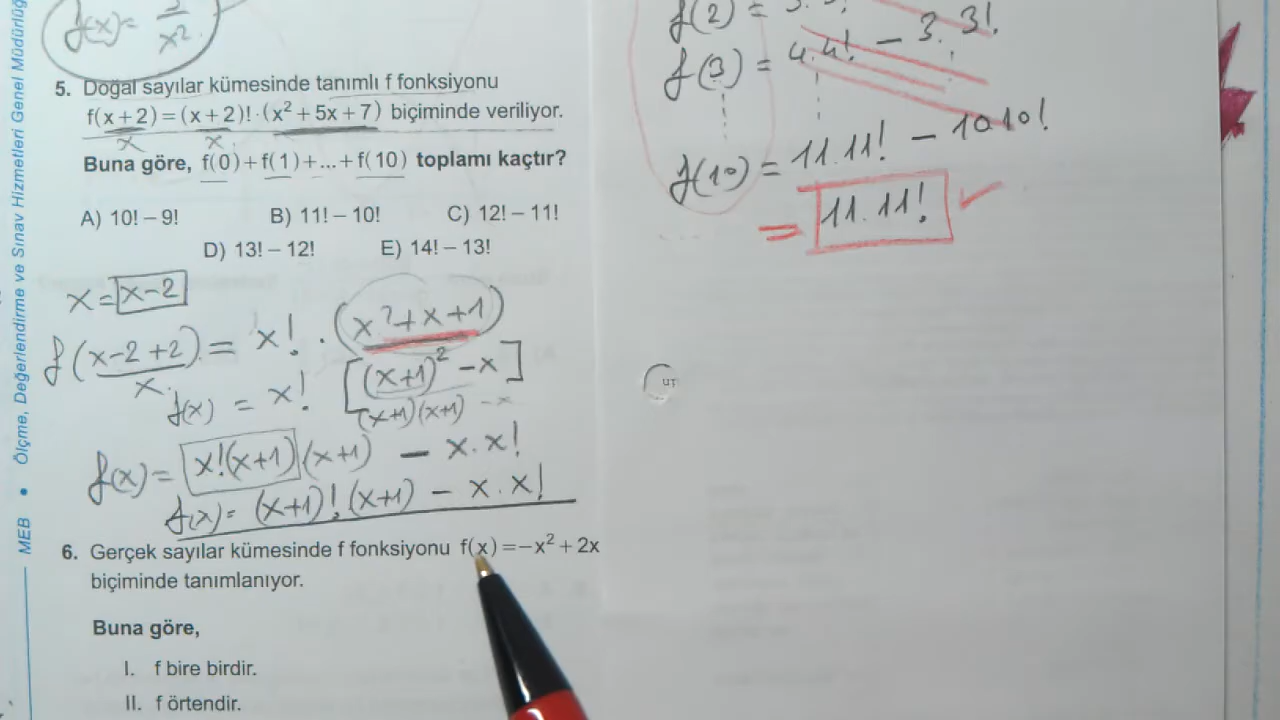 f(x) = 3/x²
MEB • Ölçme, Değerlendirme ve Sınav Hizmetleri Genel Müdürlüğ
5. Doğal sayılar kümesinde tanımlı f fonksiyonu
f(x+2) = (x+2)! · (x² + 5x + 7) biçiminde veriliyor.
x x
Buna göre, f(0) + f(1) + ... + f(10) toplamı kaçtır?
A) 10! – 9! B) 11! – 10! C) 12! – 11!
D) 13! – 12! E) 14! – 13!
x = x-2
f(x-2+2) = x! · (x²+x+1)
x
f(x) = x! [(x+1)² - x]
(x+1)(x+1) - x
f(x) = x!(x+1)(x+1) - x.x!
f(x) = (x+1)!(x+1) - x.x!
6. Gerçek sayılar kümesinde f fonksiyonu f(x) = –x² + 2x
biçiminde tanımlanıyor.
Buna göre,
I. f bire birdir.
II. f örtendir.
f(2) = 3.3!
f(3) = 4.4! - 3.3!
f(10) = 11.11! - 10 10!
= 11.11!